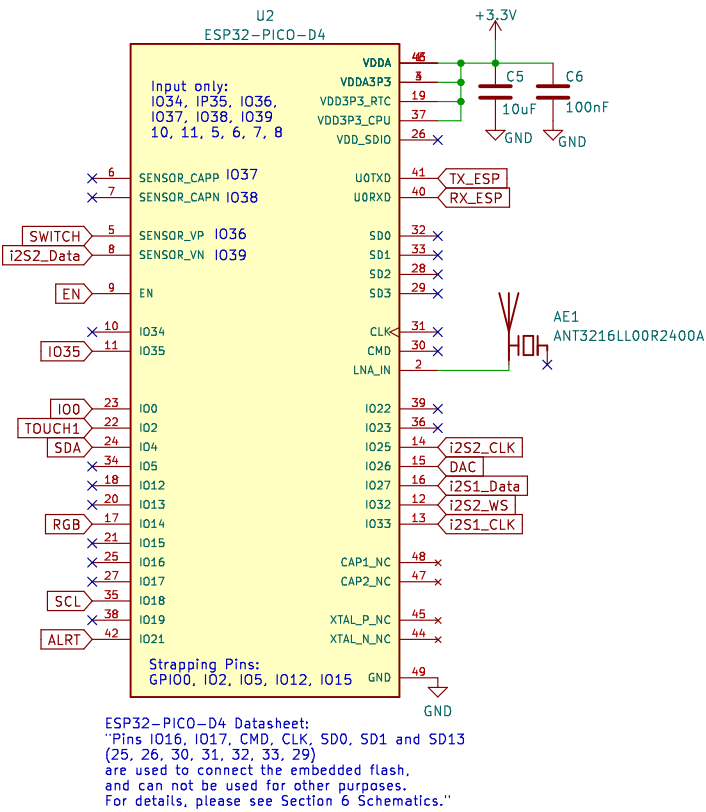 U2
ESP32-PICO-D4
+3.3V
Input only:
IO34, IP35, IO36,
IO37, IO38, IO39
10, 11, 5, 6, 7, 8
VDDA
VDDA3P3
VDD3P3_RTC 19
VDD3P3_CPU 37
VDD_SDIO 26
C5
10uF
C6
100nF
GND
GND
6 SENSOR_CAPP IO37
7 SENSOR_CAPN IO38
U0TXD 41 TX_ESP
U0RXD 40 RX_ESP
SWITCH 5 SENSOR_VP IO36
i2S2_Data 8 SENSOR_VN IO39
SD0 32
SD1 33
SD2 28
SD3 29
EN 9 EN
10 IO34
IO35 11 IO35
CLK 31
CMD 30
LNA_IN 2
AE1
ANT3216LL00R2400A
IO0 23 IO0
TOUCH1 22 IO2
SDA 24 IO4
34 IO5
18 IO12
20 IO13
RGB 17 IO14
21 IO15
25 IO16
27 IO17
SCL 35 IO18
38 IO19
ALRT 42 IO21
IO22 39
IO23 36
IO25 14 i2S2_CLK
IO26 15 DAC
IO27 16 i2S1_Data
IO32 12 i2S2_WS
IO33 13 i2S1_CLK
CAP1_NC 48
CAP2_NC 47
XTAL_P_NC 45
XTAL_N_NC 44
GND 49
GND
Strapping Pins:
GPIO0, IO2, IO5, IO12, IO15
ESP32-PICO-D4 Datasheet:
"Pins IO16, IO17, CMD, CLK, SD0, SD1 and SD13
(25, 26, 30, 31, 32, 33, 29)
are used to connect the embedded flash,
and can not be used for other purposes.
For details, please see Section 6 Schematics."